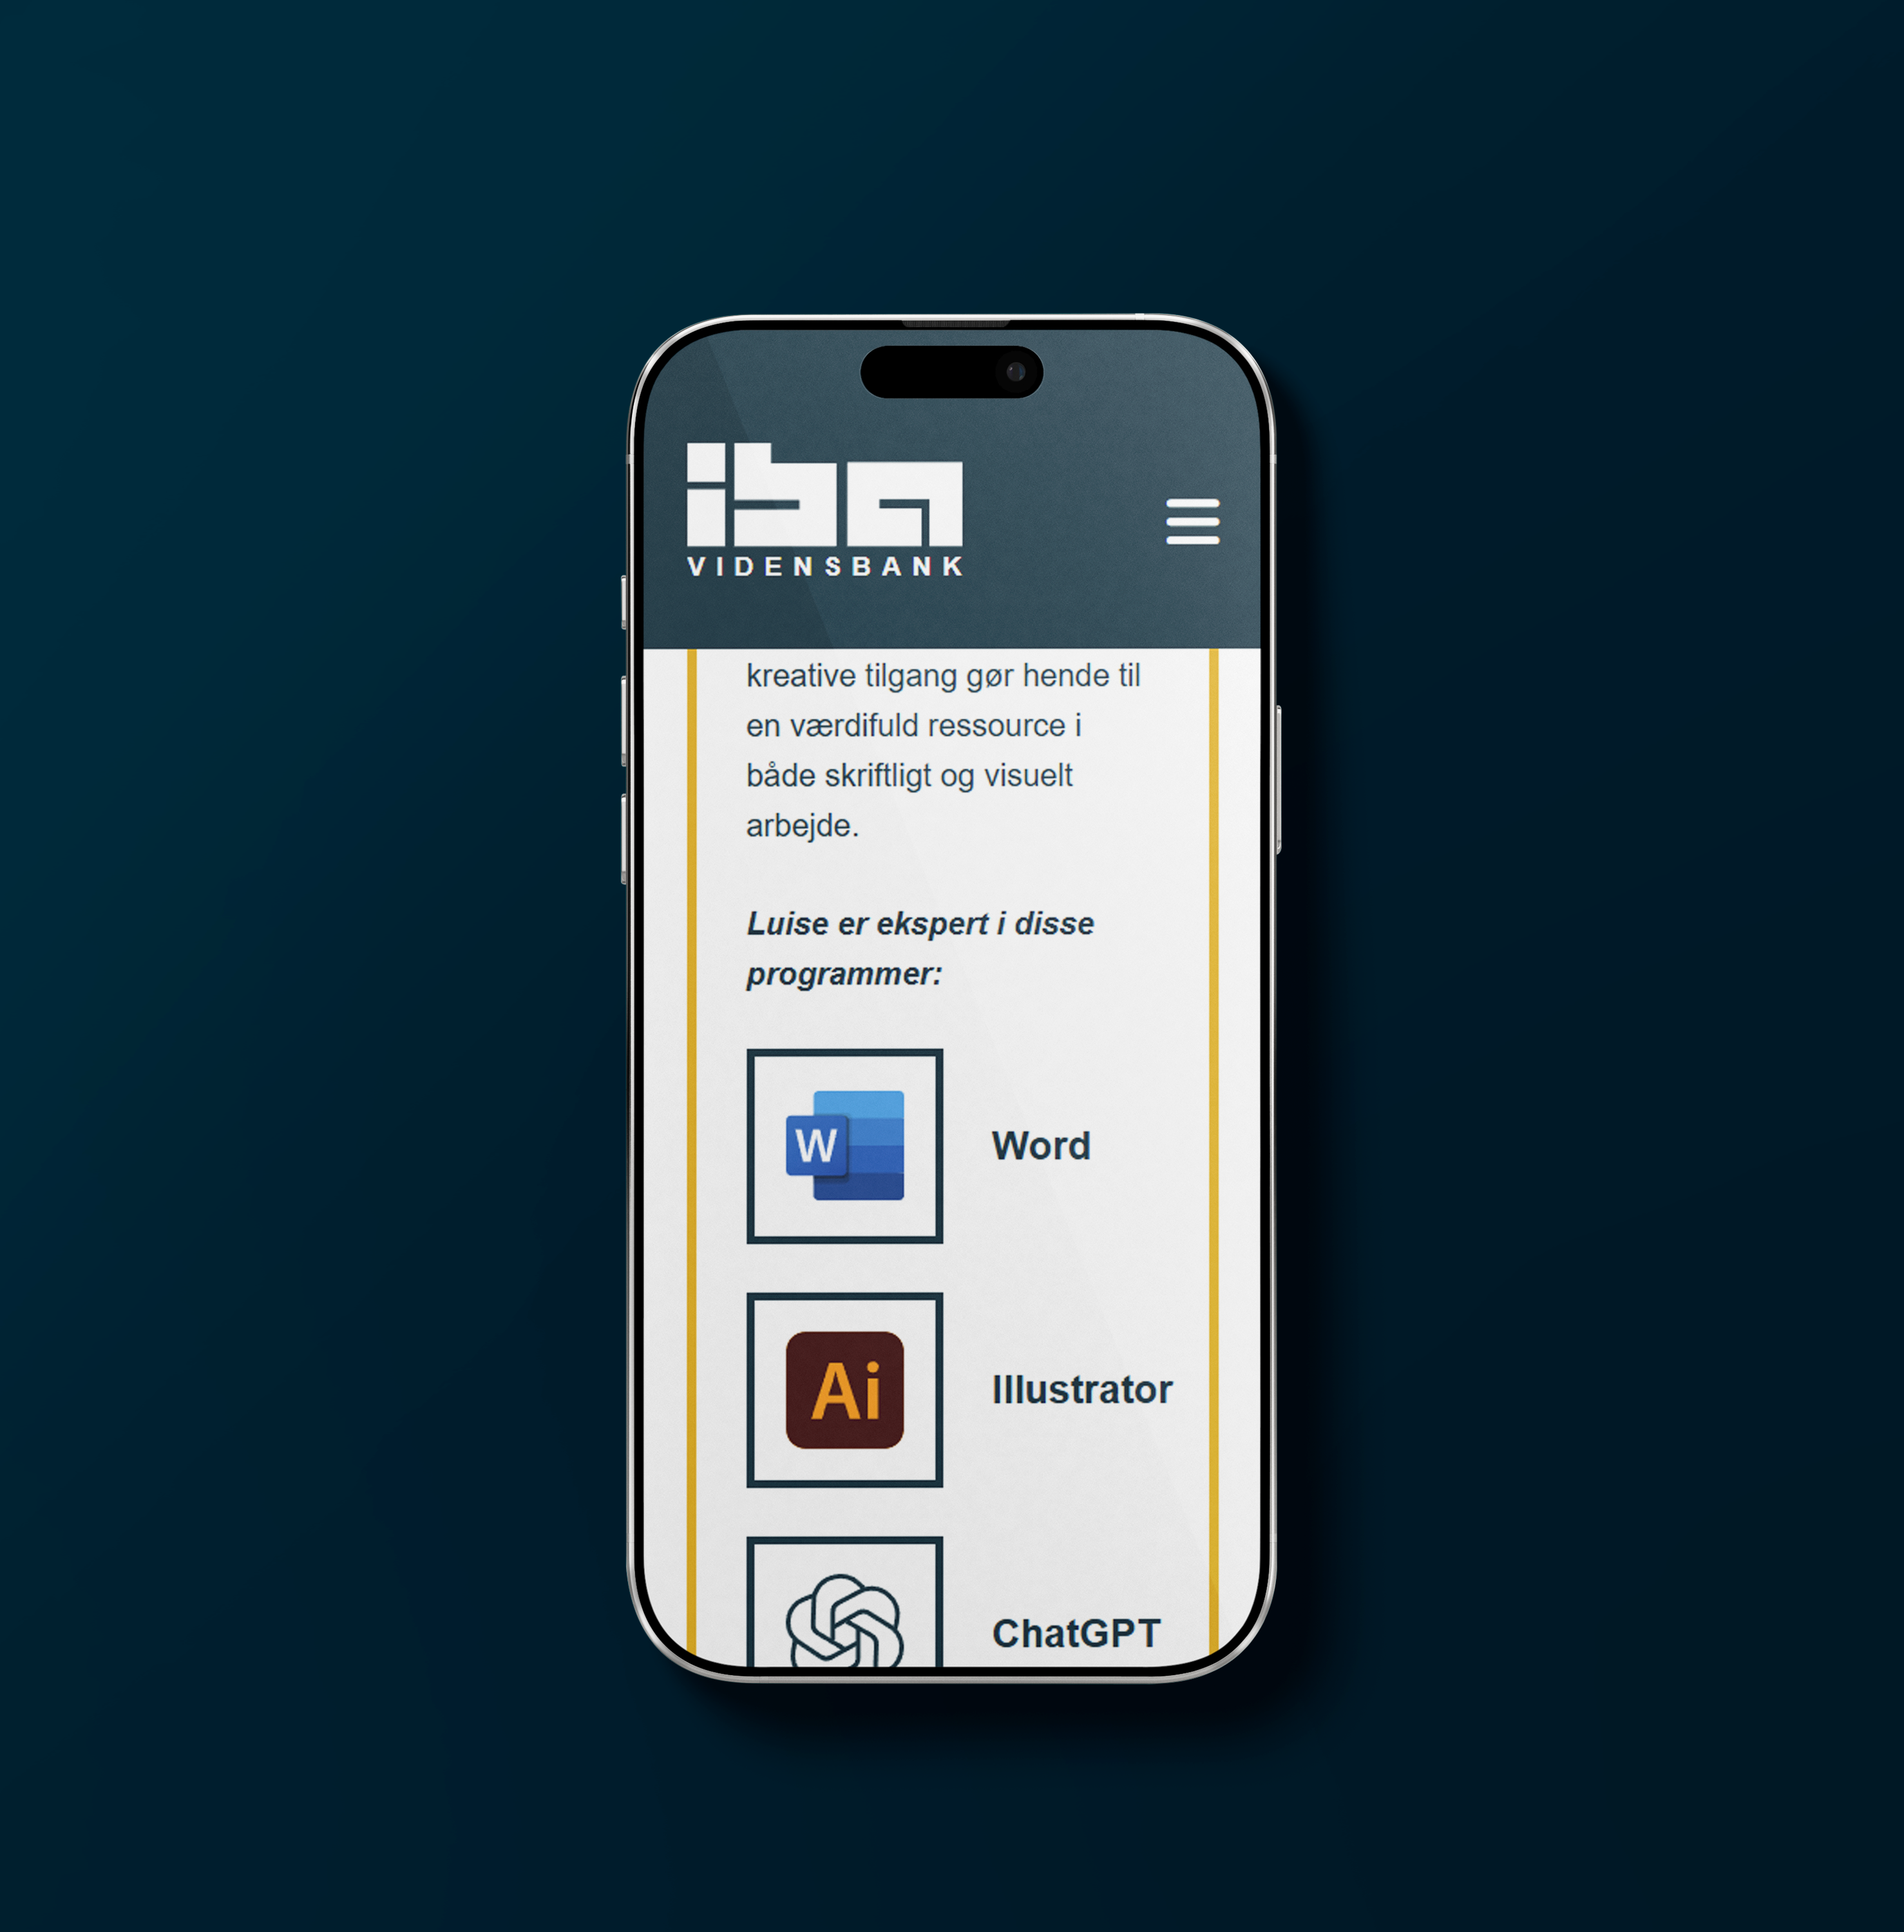 iba
VIDENSBANK
kreative tilgang gør hende til
en værdifuld ressource i
både skriftligt og visuelt
arbejde.
Luise er ekspert i disse
programmer:
W
Word
Ai
Illustrator
ChatGPT